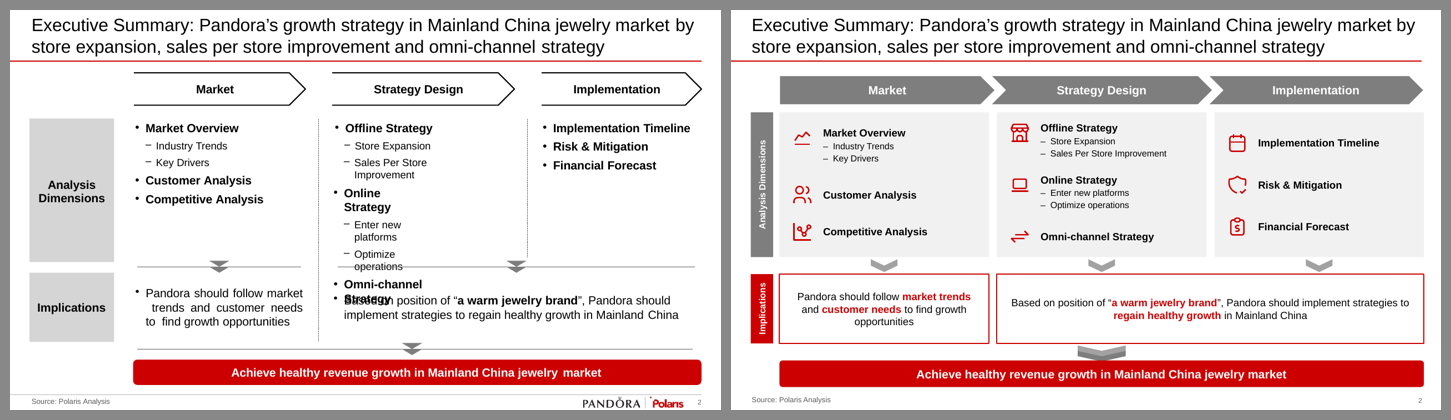 Executive Summary: Pandora’s growth strategy in Mainland China jewelry market by
store expansion, sales per store improvement and omni-channel strategy
Market
Strategy Design
Implementation
Analysis
Dimensions
• Market Overview
– Industry Trends
– Key Drivers
• Customer Analysis
• Competitive Analysis
• Offline Strategy
– Store Expansion
– Sales Per Store
Improvement
• Online
Strategy
– Enter new
platforms
– Optimize
operations
• Omni-channel
Strategy
• Implementation Timeline
• Risk & Mitigation
• Financial Forecast
Implications
• Pandora should follow market
trends and customer needs
to find growth opportunities
Based on position of “a warm jewelry brand”, Pandora should
implement strategies to regain healthy growth in Mainland China
Achieve healthy revenue growth in Mainland China jewelry market
Source: Polaris Analysis
PANDÖRA
Polaris
2
Executive Summary: Pandora’s growth strategy in Mainland China jewelry market by
store expansion, sales per store improvement and omni-channel strategy
Market
Strategy Design
Implementation
Analysis Dimensions
Market Overview
– Industry Trends
– Key Drivers
Customer Analysis
Competitive Analysis
Offline Strategy
– Store Expansion
– Sales Per Store Improvement
Online Strategy
– Enter new platforms
– Optimize operations
Omni-channel Strategy
Implementation Timeline
Risk & Mitigation
Financial Forecast
Implications
Pandora should follow market trends
and customer needs to find growth
opportunities
Based on position of “a warm jewelry brand”, Pandora should implement strategies to
regain healthy growth in Mainland China
Achieve healthy revenue growth in Mainland China jewelry market
Source: Polaris Analysis
2